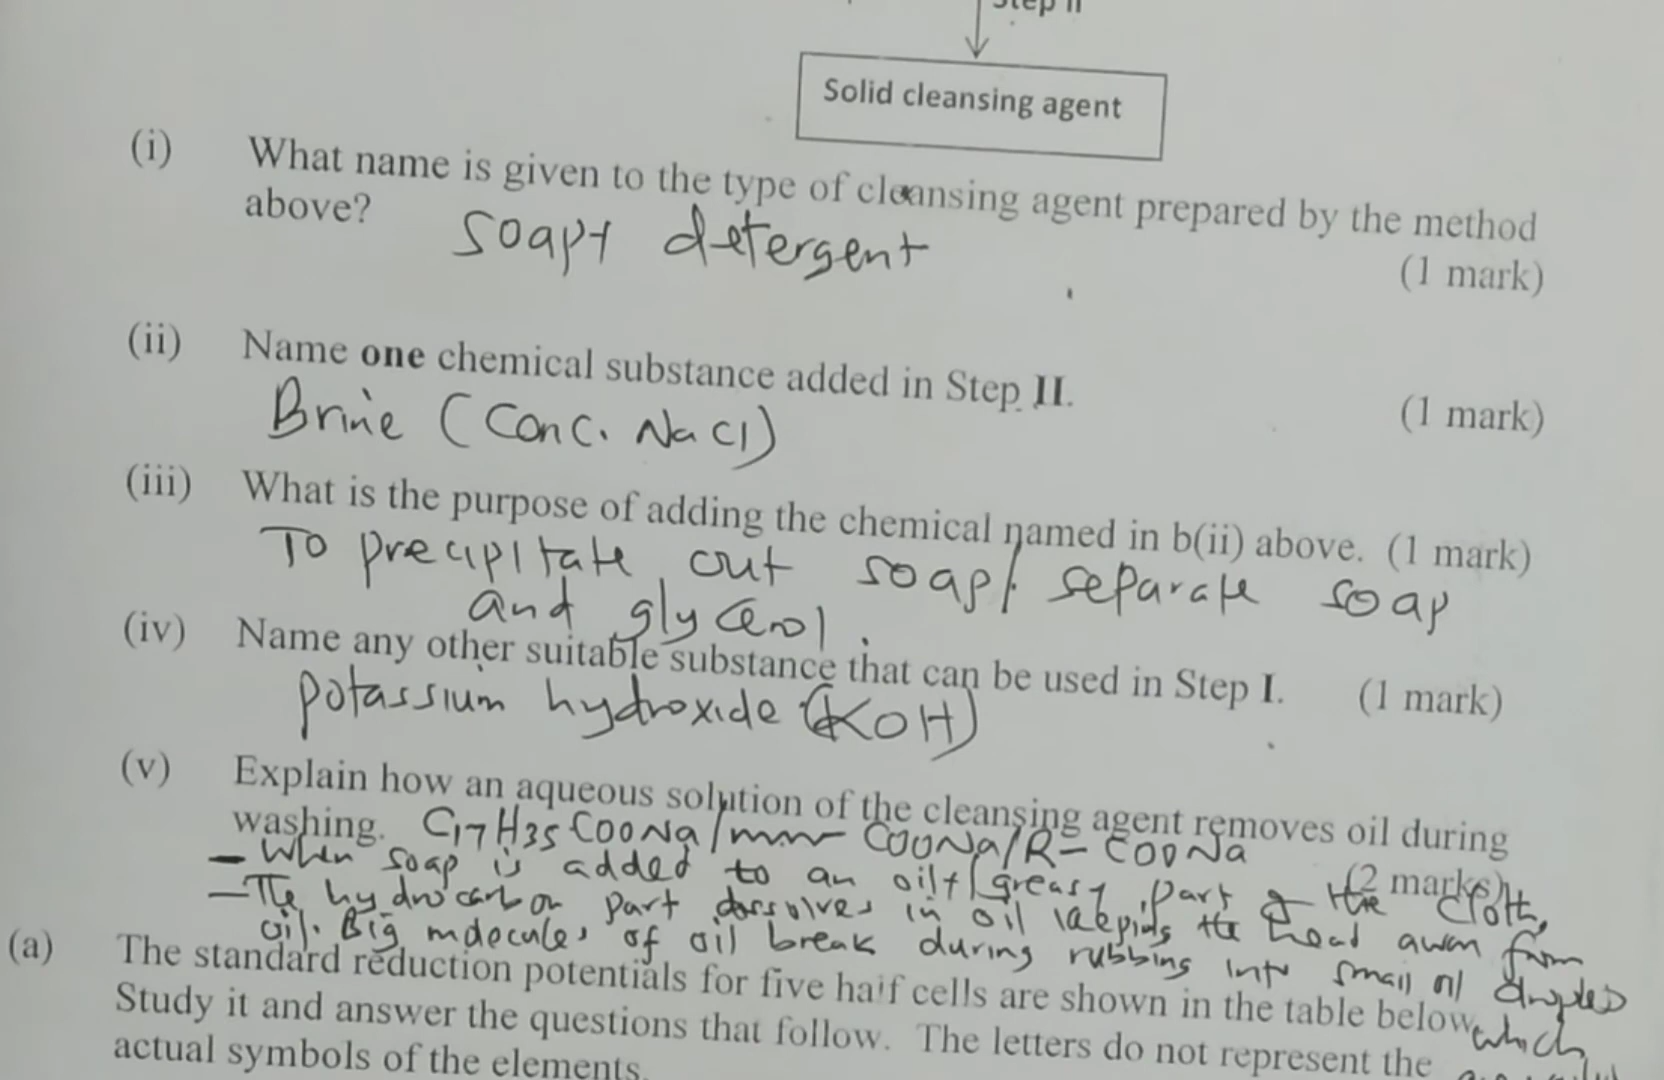 Step II
Solid cleansing agent
(i) What name is given to the type of cleansing agent prepared by the method
above? Soapy detergent
(1 mark)
(ii) Name one chemical substance added in Step II.
(1 mark)
Brine (Conc. NaCl)
(iii) What is the purpose of adding the chemical named in b(ii) above. (1 mark)
To precipitate out soap/ separate soap
and glycerol.
(iv) Name any other suitable substance that can be used in Step I. (1 mark)
Potassium hydroxide (KOH)
(v) Explain how an aqueous solution of the cleansing agent removes oil during
washing. C17H35COONa/ COONa/R-COONa
(2 marks)
- When soap is added to an oily/greasy part of the cloth,
- The hydrocarbon part dissolves in oil keeping the head away from
oil. Big molecules of oil break during rubbing into small oil droplets
(a) The standard reduction potentials for five half cells are shown in the table below.
which
Study it and answer the questions that follow. The letters do not represent the
actual symbols of the elements.